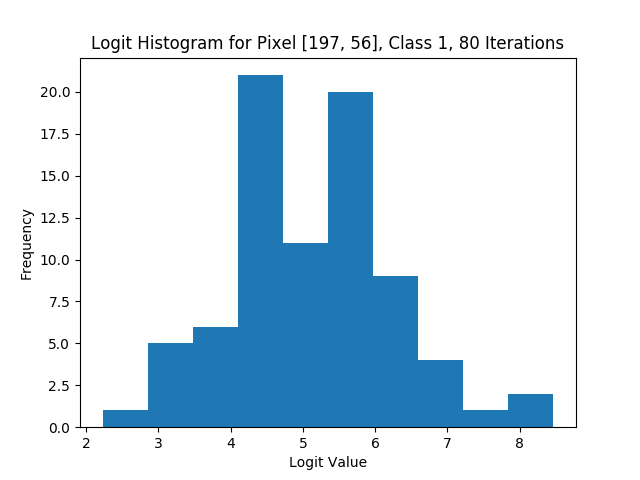 Logit Histogram for Pixel [197, 56], Class 1, 80 Iterations
20.0
17.5
15.0
12.5
10.0
7.5
5.0
2.5
0.0
Frequency
2 3 4 5 6 7 8
Logit Value